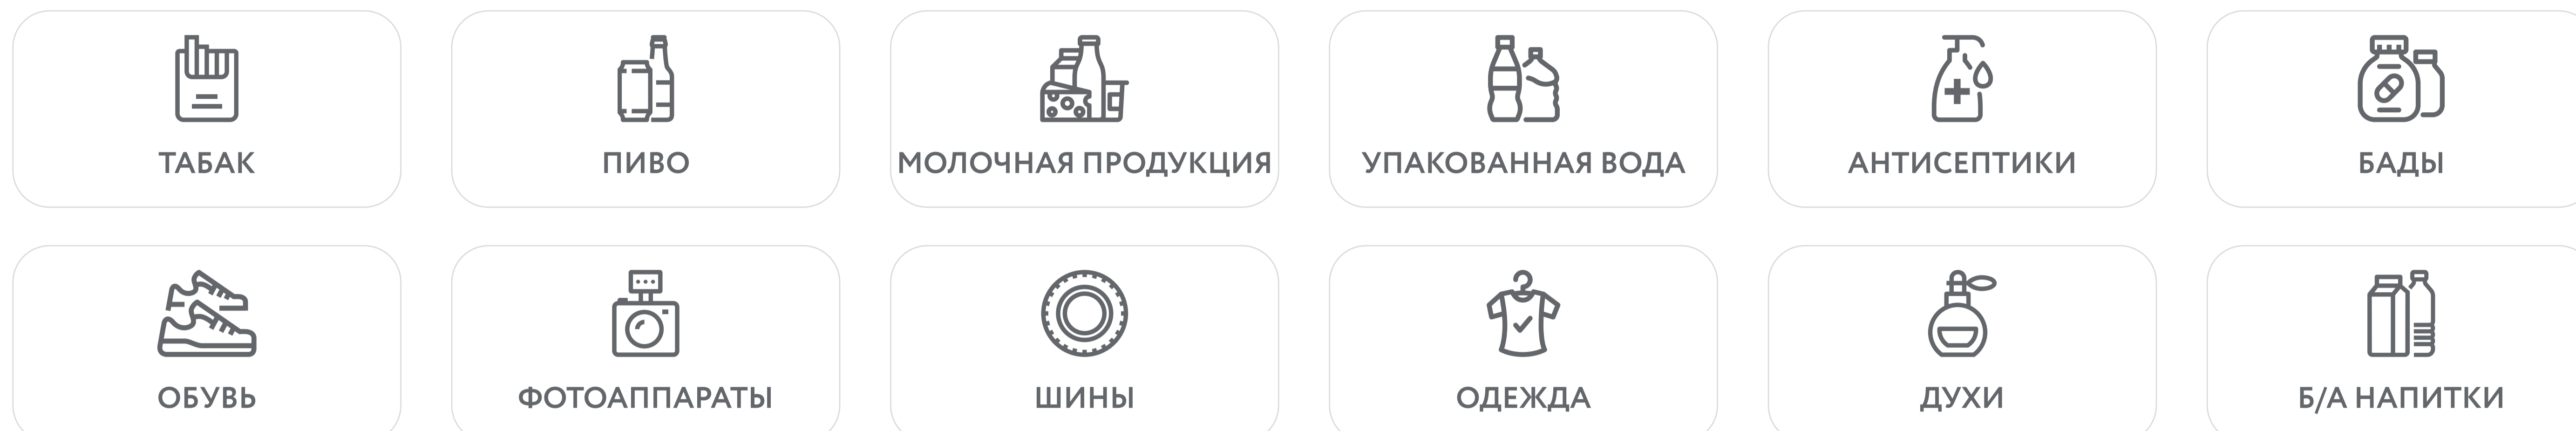 ТАБАК
ПИВО
МОЛОЧНАЯ ПРОДУКЦИЯ
УПАКОВАННАЯ ВОДА
АНТИСЕПТИКИ
БАДЫ
ОБУВЬ
ФОТОАППАРАТЫ
ШИНЫ
ОДЕЖДА
ДУХИ
Б/А НАПИТКИ